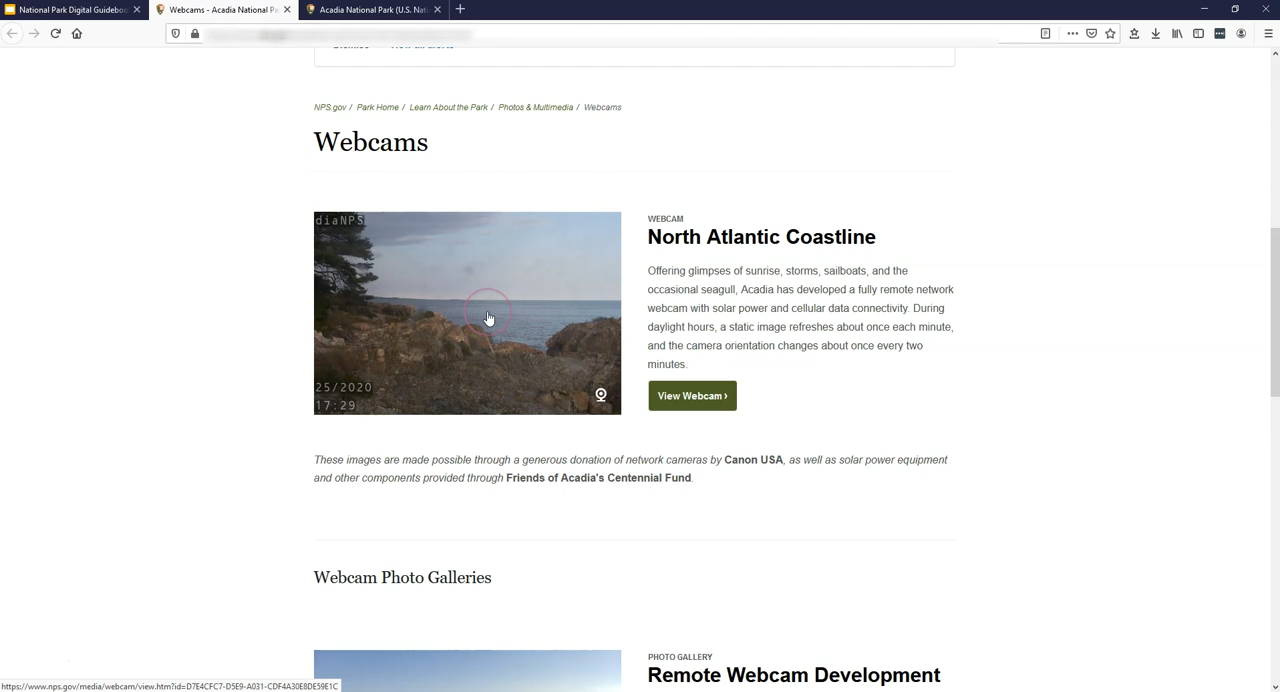 National Park Digital Guideboo
Webcams - Acadia National Pa
Acadia National Park (U.S. Nati
NPS.gov / Park Home / Learn About the Park / Photos & Multimedia / Webcams
Webcams
diaNPS
25/2020 -
17:29
WEBCAM
North Atlantic Coastline
Offering glimpses of sunrise, storms, sailboats, and the
occasional seagull, Acadia has developed a fully remote network
webcam with solar power and cellular data connectivity. During
daylight hours, a static image refreshes about once each minute,
and the camera orientation changes about once every two
minutes.
View Webcam ›
These images are made possible through a generous donation of network cameras by Canon USA, as well as solar power equipment
and other components provided through Friends of Acadia's Centennial Fund.
Webcam Photo Galleries
PHOTO GALLERY
Remote Webcam Development
https://www.nps.gov/media/webcam/view.htm?id=D7E4CFC7-D5E9-A031-CDF4A30E8DE59E1C